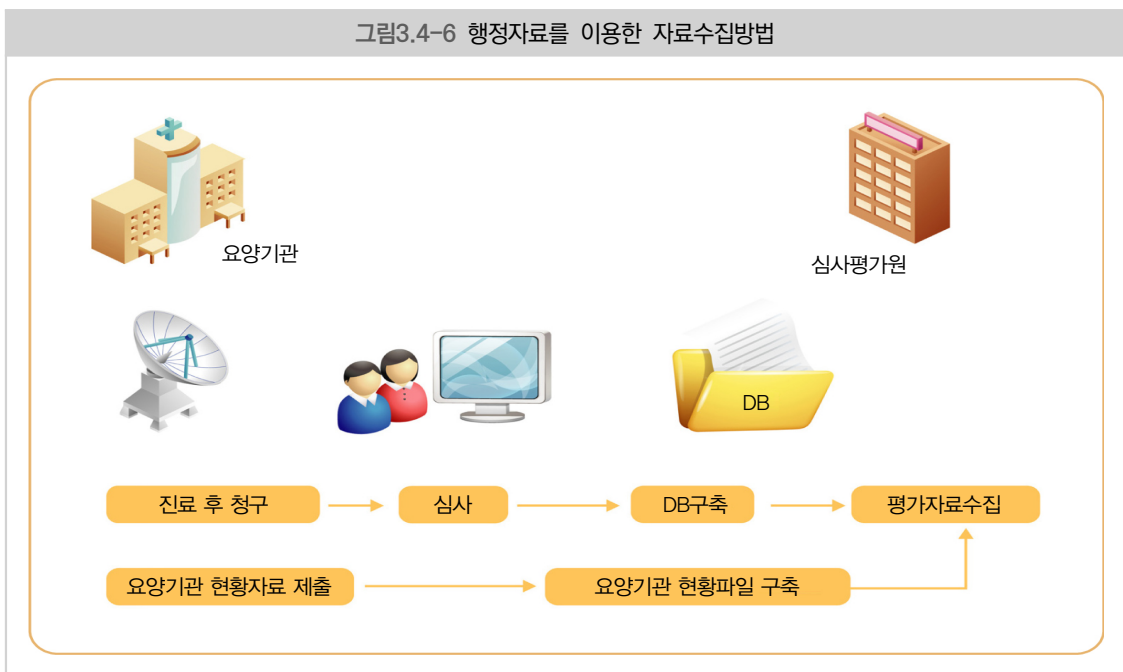 그림3.4-6 행정자료를 이용한 자료수집방법
요양기관
심사평가원
DB
진료 후 청구
심사
DB구축
평가자료수집
요양기관 현황자료 제출
요양기관 현황파일 구축